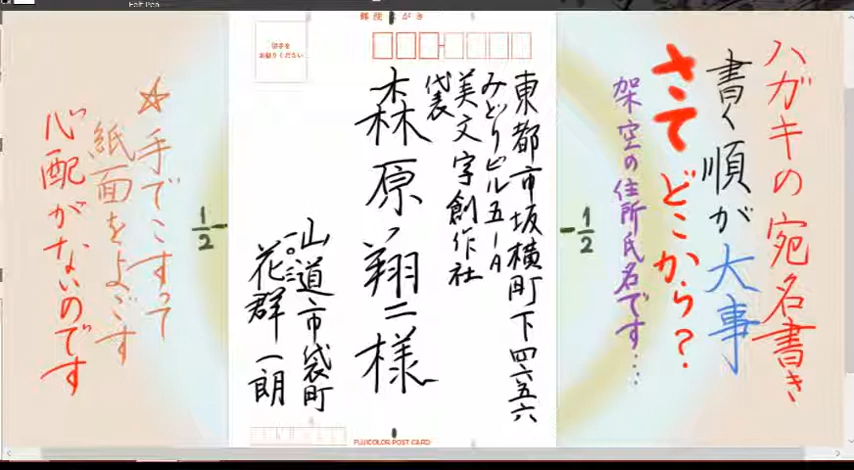 ハガキの宛名書き
書く順が大事
さてどこから?
架空の住所氏名です…
1/2
郵便はがき
東都市坂横町下四六五六
みどりビル五ー1A
美文字創作社
森原翔二様
山道市袋町
花群一朗
切手を
お貼りください
FUJICOLOR POST CARD
1/2
☆手でこすって
紙面をよごす
心配がないのです